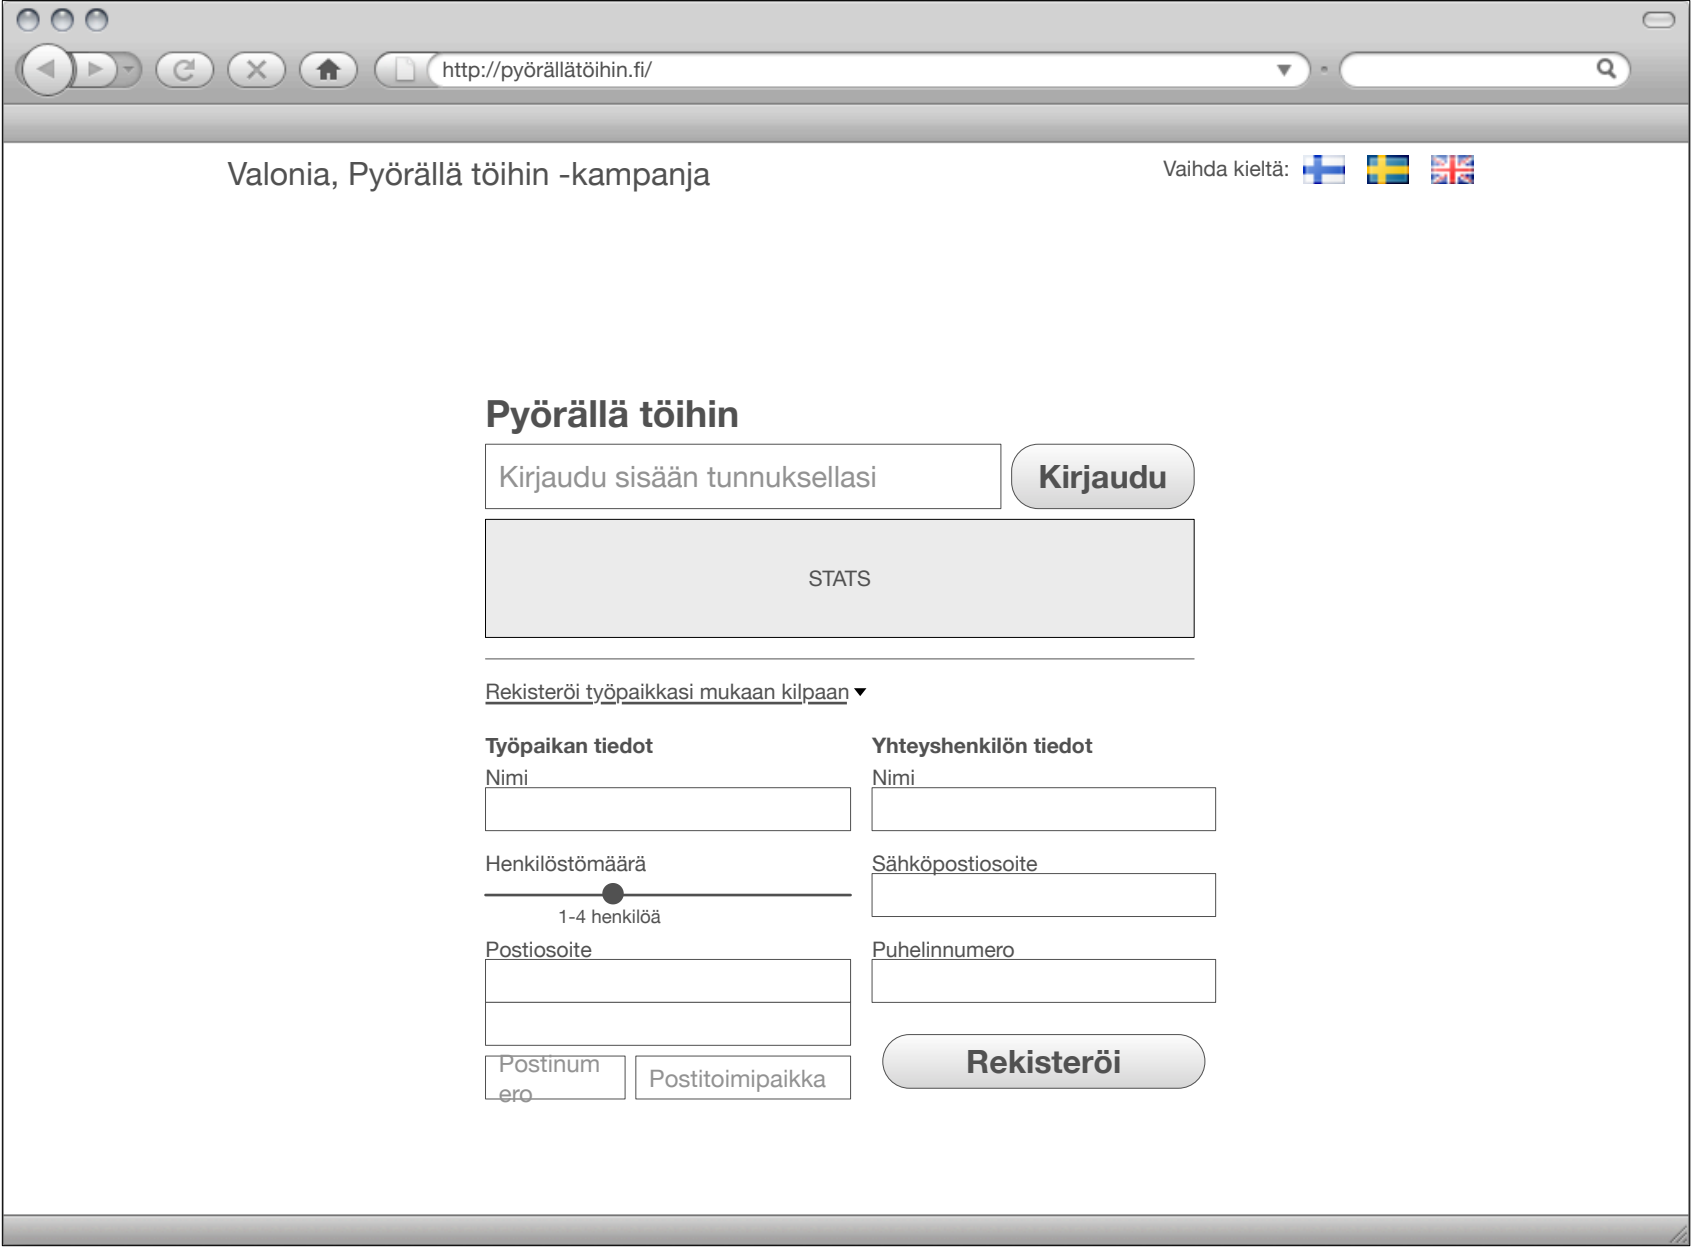 http://pyörällätöihin.fi/
Valonia, Pyörällä töihin -kampanja
Vaihda kieltä:
Pyörällä töihin
Kirjaudu sisään tunnuksellasi
Kirjaudu
STATS
Rekisteröi työpaikkasi mukaan kilpaan
Työpaikan tiedot
Nimi
Henkilöstömäärä
1-4 henkilöä
Postiosoite
Postinum
ero
Postitoimipaikka
Yhteyshenkilön tiedot
Nimi
Sähköpostiosoite
Puhelinnumero
Rekisteröi